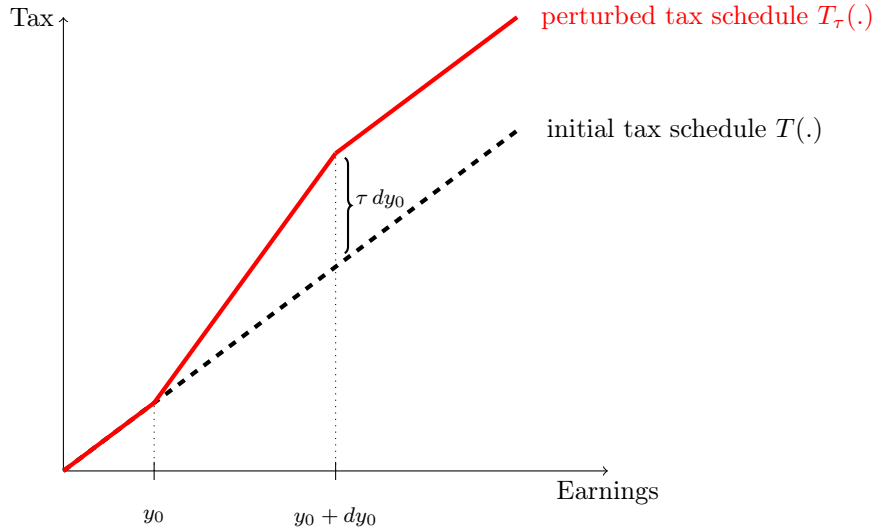 Tax
perturbed tax schedule $T_\tau(.)$
initial tax schedule $T(.)$
$\tau \, dy_0$
Earnings
$y_0$
$y_0 + dy_0$